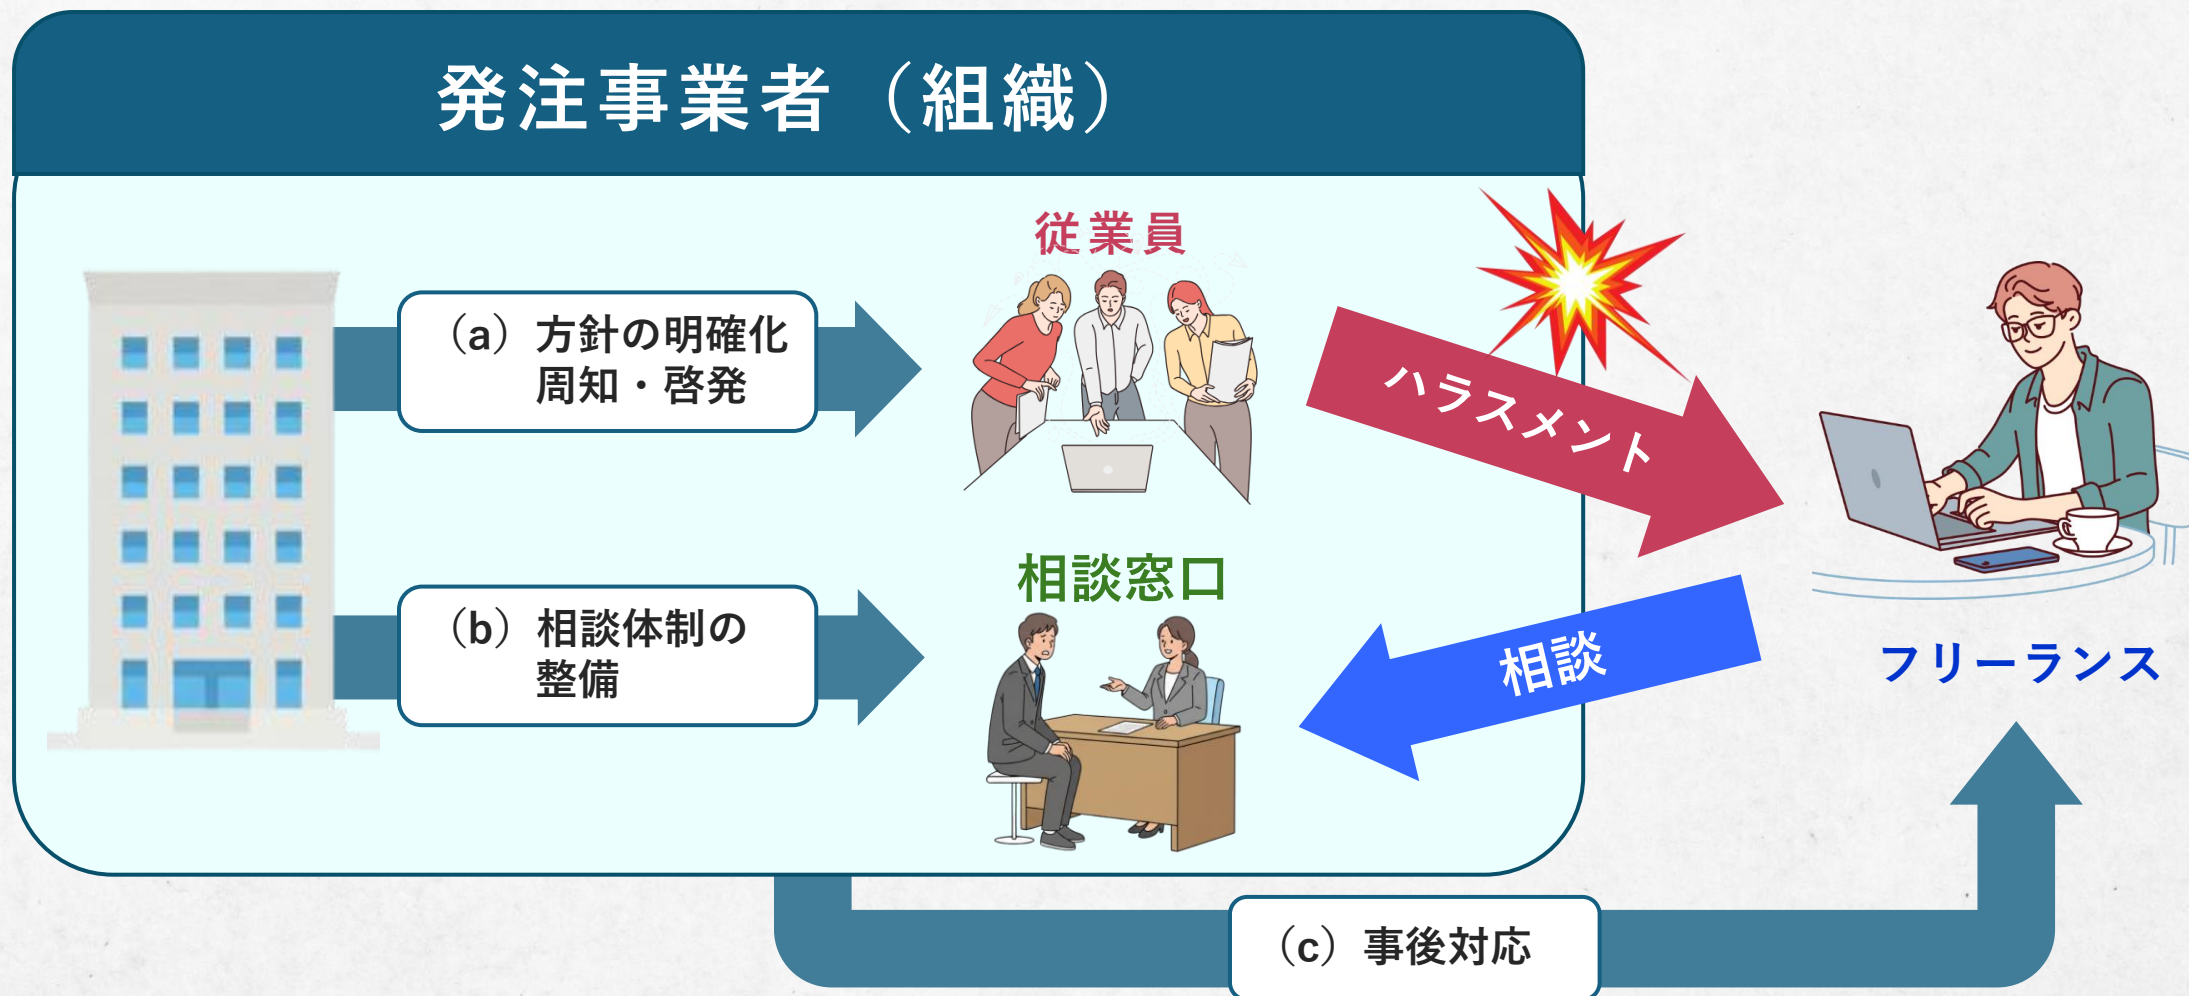 発注事業者（組織）
従業員
（a）方針の明確化
周知・啓発
ハラスメント
相談窓口
（b）相談体制の
整備
相談
フリーランス
（c）事後対応